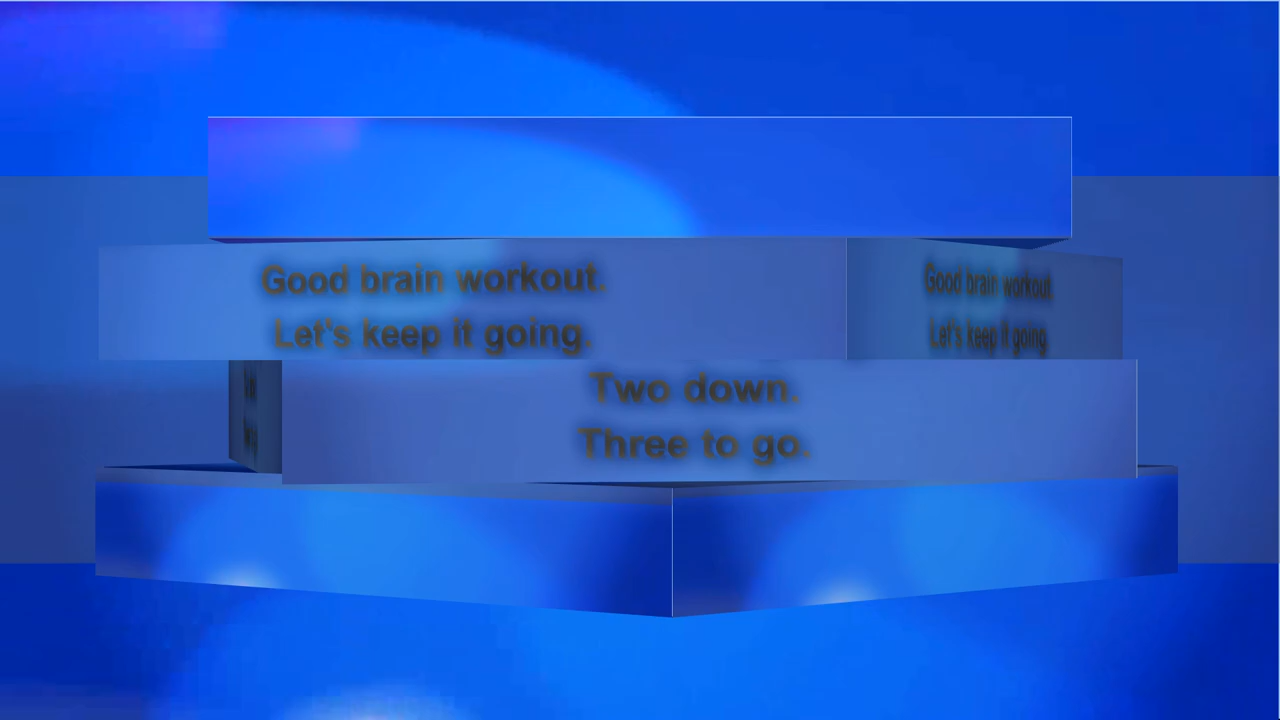 Good brain workout.
Let's keep it going.
Good brain workout.
Let's keep it going.
Two down.
Three to go.